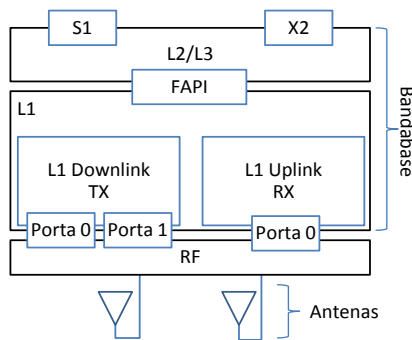 S1
X2
L2/L3
FAPI
L1
L1 Downlink
TX
L1 Uplink
RX
Porta 0
Porta 1
Porta 0
RF
Bandabase
Antenas